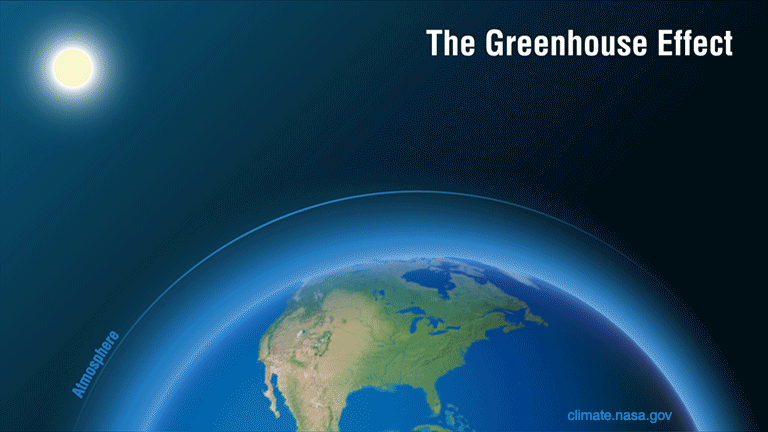 The Greenhouse Effect
Atmosphere
climate.nasa.gov